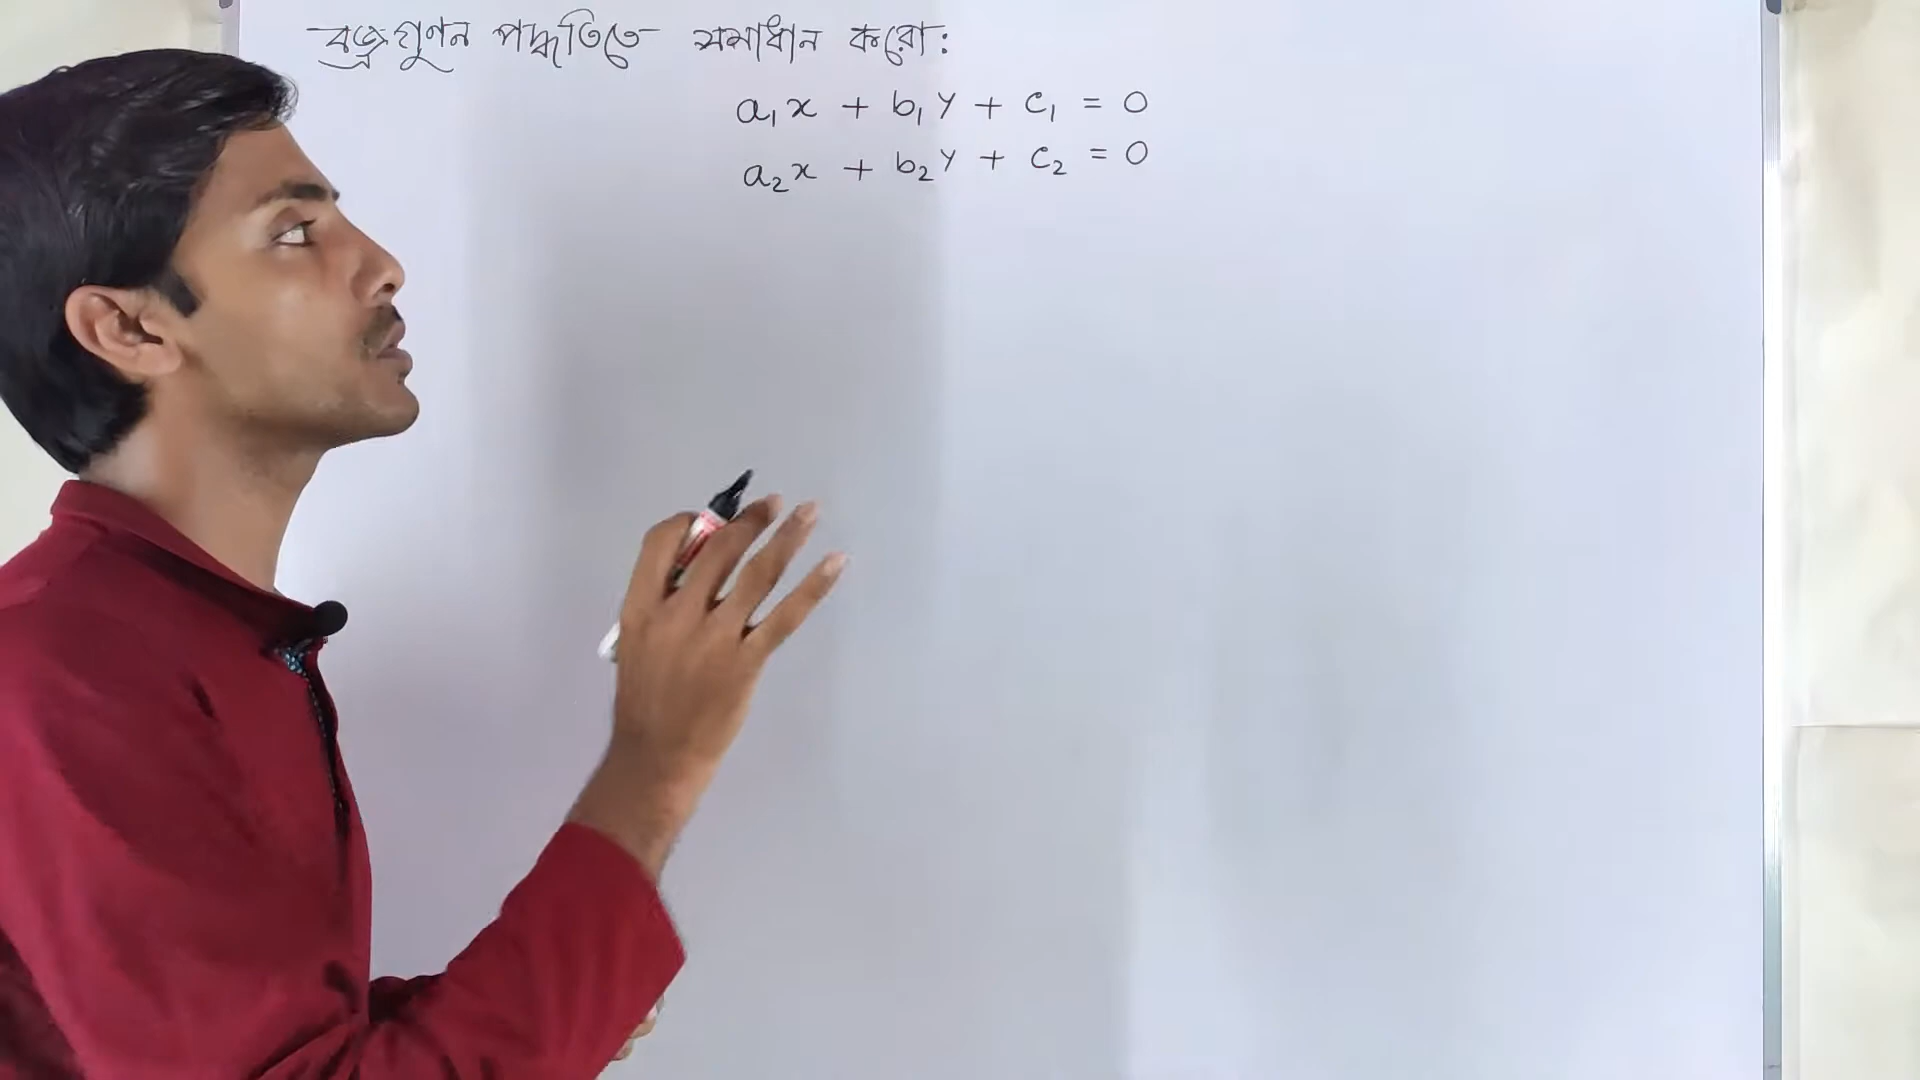 বজ্রগুণন পদ্ধতিতে সমাধান করো:
a₁x + b₁y + c₁ = 0
a₂x + b₂y + c₂ = 0